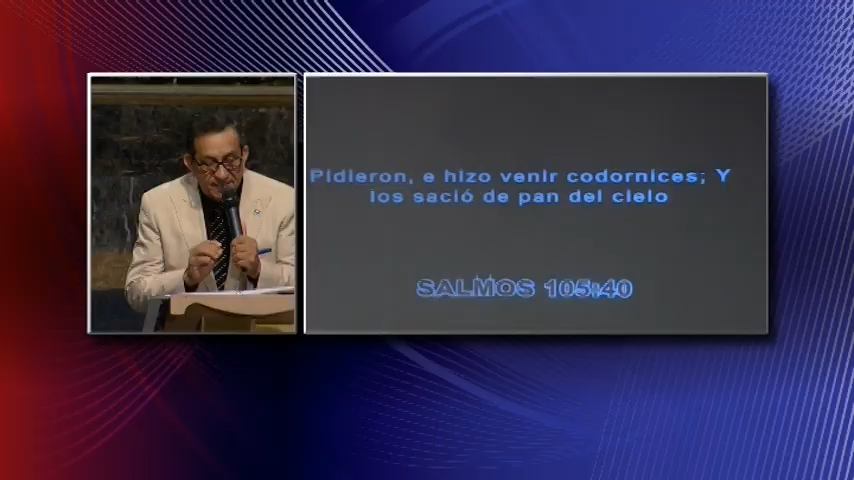 Pidieron, e hizo venir codornices; Y
los sació de pan del cielo
SALMOS 105:40